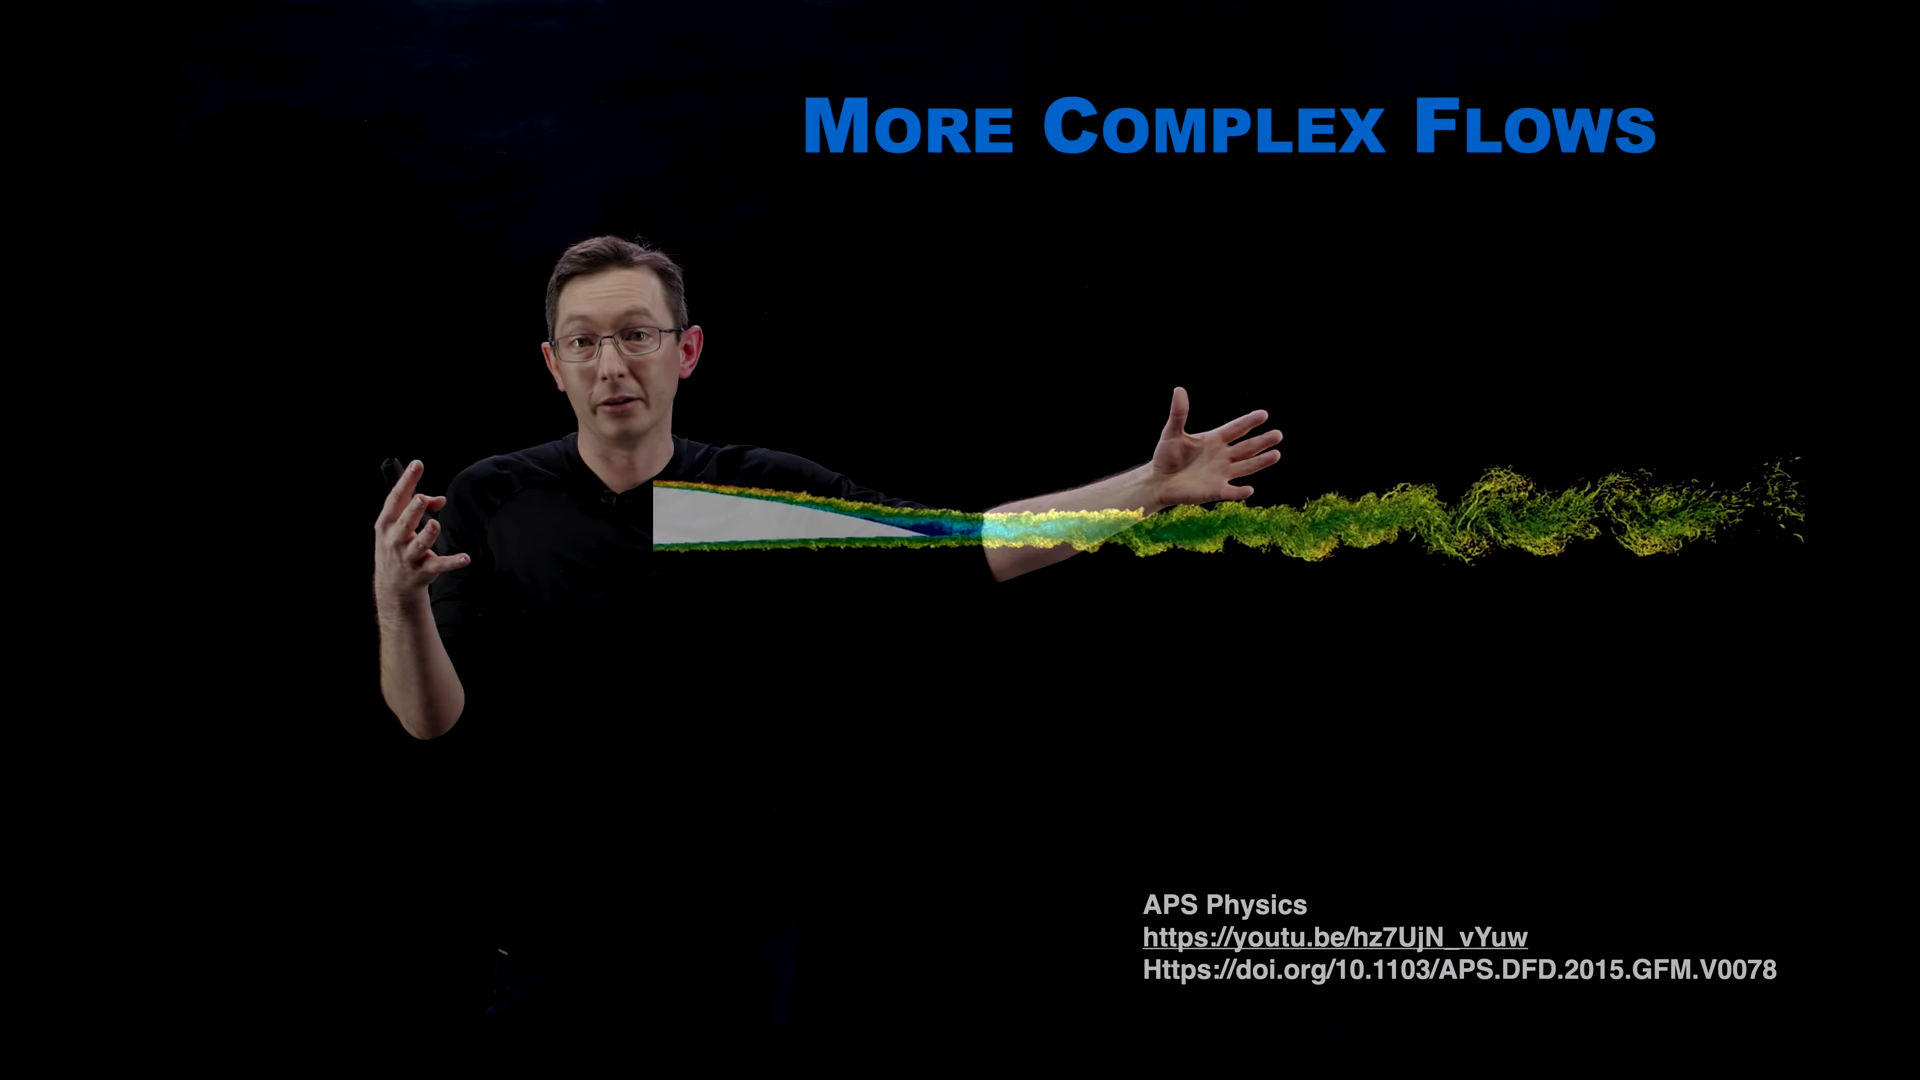 MORE COMPLEX FLOWS
APS Physics
https://youtu.be/hz7UjN_vYuw
Https://doi.org/10.1103/APS.DFD.2015.GFM.V0078